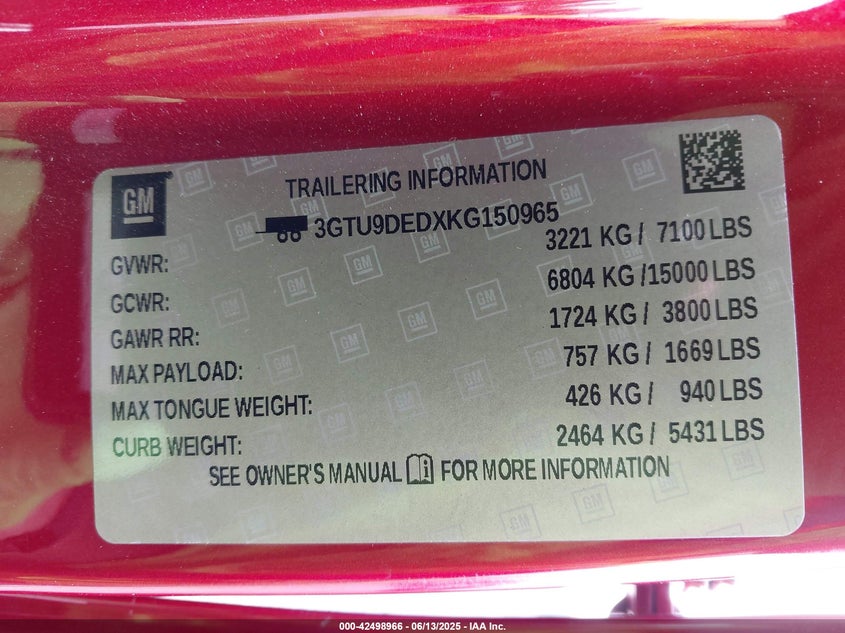 GM
TRAILERING INFORMATION
3GTU9DEDXKG150965
GVWR: 3221 KG / 7100 LBS
GCWR: 6804 KG /15000 LBS
GAWR RR: 1724 KG / 3800 LBS
MAX PAYLOAD: 757 KG / 1669 LBS
MAX TONGUE WEIGHT: 426 KG / 940 LBS
CURB WEIGHT: 2464 KG / 5431 LBS
SEE OWNER'S MANUAL FOR MORE INFORMATION
000-42498966 - 06/13/2025 - IAA Inc.